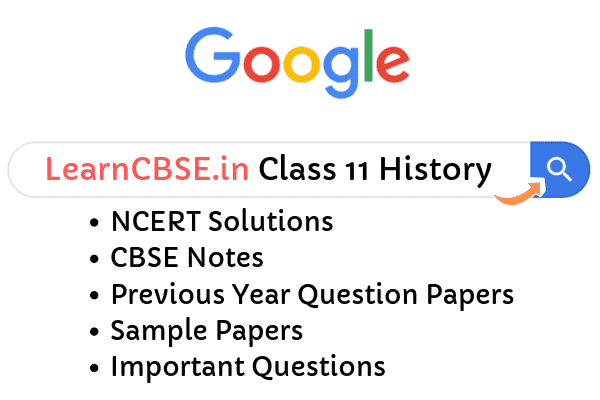 Google
LearnCBSE.in Class 11 History
• NCERT Solutions
• CBSE Notes
• Previous Year Question Papers
• Sample Papers
• Important Questions